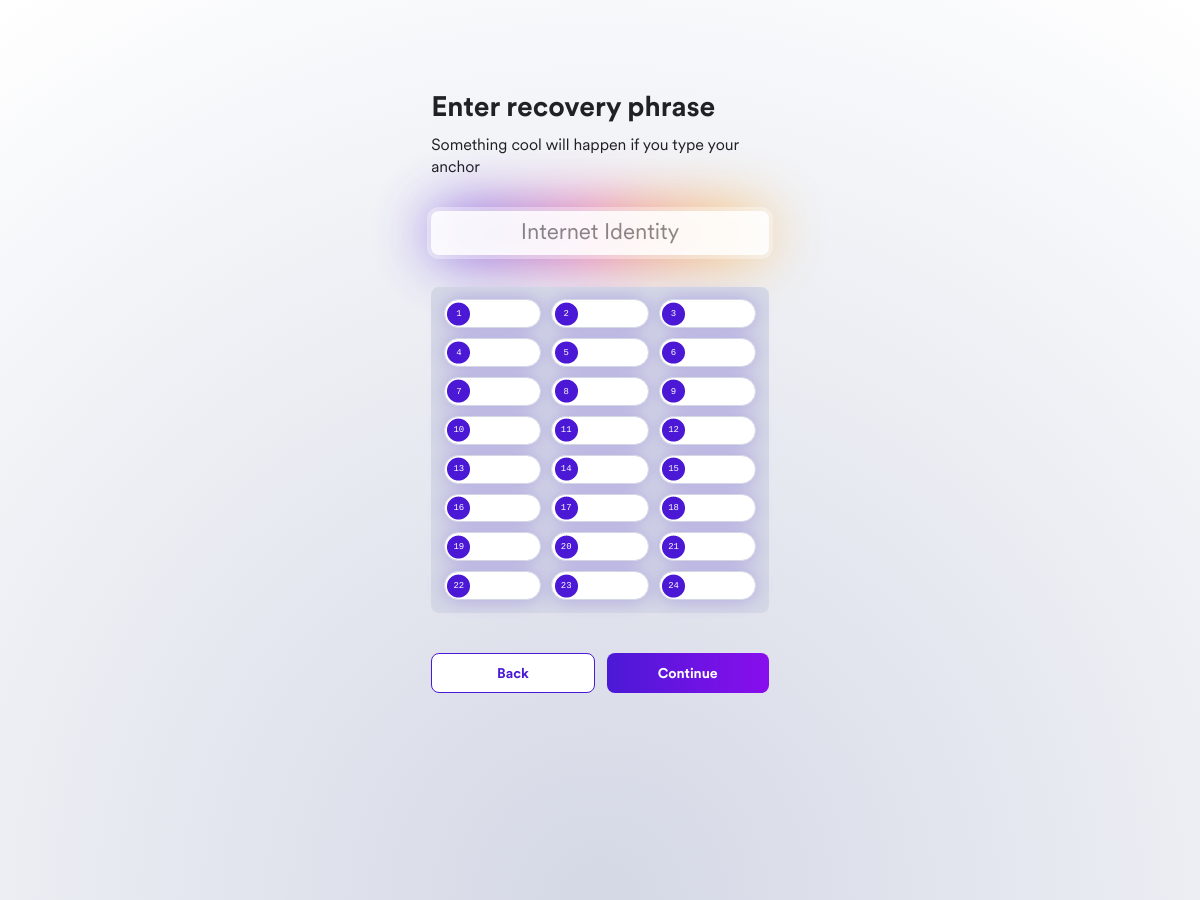 Enter recovery phrase
Something cool will happen if you type your
anchor
Internet Identity
1 2 3
4 5 6
7 8 9
10 11 12
13 14 15
16 17 18
19 20 21
22 23 24
Back Continue